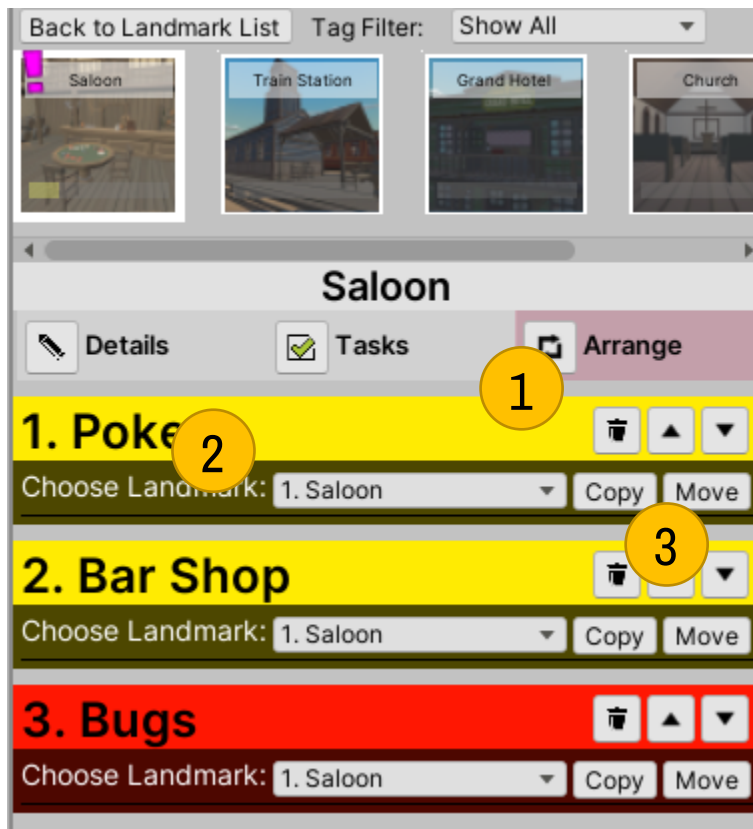 Back to Landmark List Tag Filter: Show All
Saloon Train Station Grand Hotel Church
Saloon
Details Tasks Arrange
1
1. Poke
2
Choose Landmark: 1. Saloon Copy Move
3
2. Bar Shop
Choose Landmark: 1. Saloon Copy Move
3. Bugs
Choose Landmark: 1. Saloon Copy Move